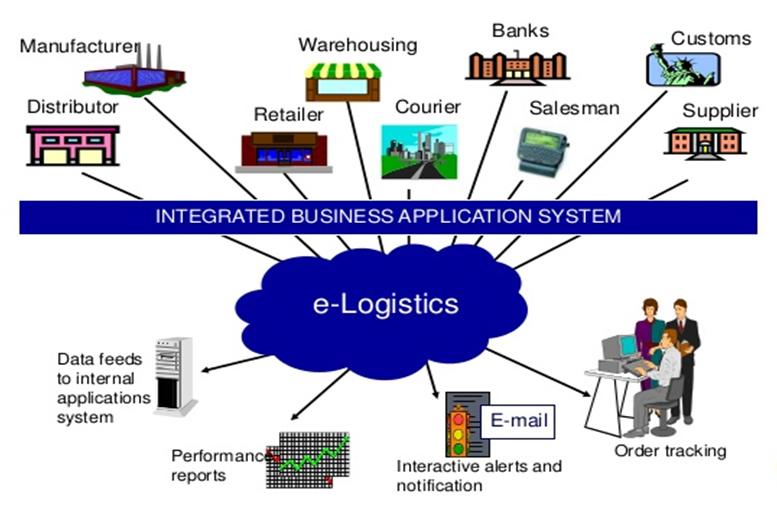 Manufacturer
Warehousing
Banks
Customs
Distributor
Retailer
Courier
Salesman
Supplier
INTEGRATED BUSINESS APPLICATION SYSTEM
e-Logistics
Data feeds
to internal
applications
system
Performance
reports
E-mail
Interactive alerts and
notification
Order tracking